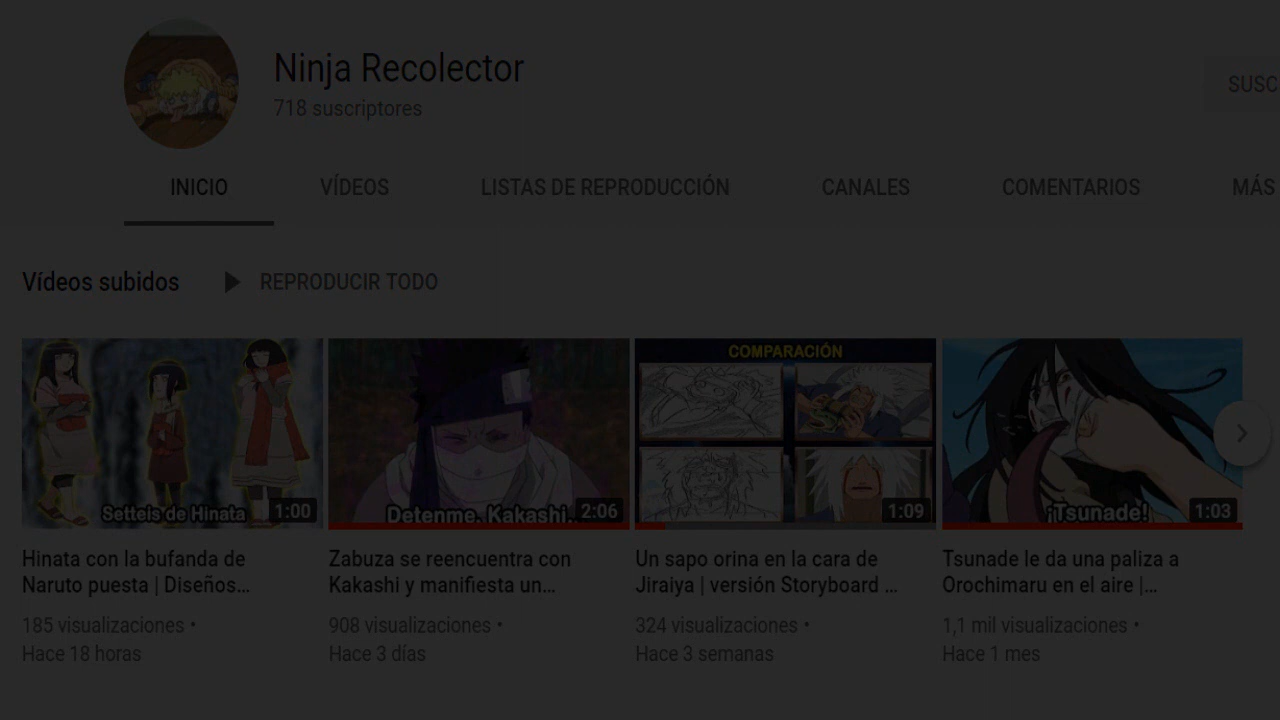 Ninja Recolector
718 suscriptores
SUSC
INICIO
VÍDEOS
LISTAS DE REPRODUCCIÓN
CANALES
COMENTARIOS
MÁS
Vídeos subidos
REPRODUCIR TODO
Setteis de Hinata
1:00
Detenme, Kakashi...
2:06
COMPARACIÓN
1:09
¡Tsunade!
1:03
Hinata con la bufanda de
Naruto puesta | Diseños...
185 visualizaciones •
Hace 18 horas
Zabuza se reencuentra con
Kakashi y manifiesta un...
908 visualizaciones •
Hace 3 días
Un sapo orina en la cara de
Jiraiya | versión Storyboard ...
324 visualizaciones •
Hace 3 semanas
Tsunade le da una paliza a
Orochimaru en el aire |...
1,1 mil visualizaciones •
Hace 1 mes